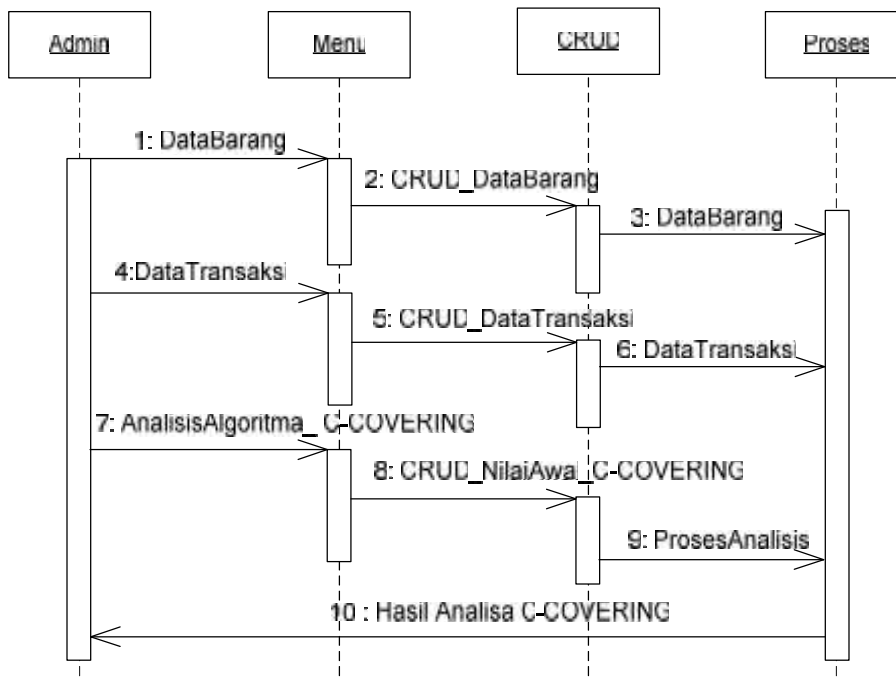 Admin
Menu
CRUD
Proses
1: DataBarang
2: CRUD_DataBarang
3: DataBarang
4:DataTransaksi
5: CRUD_DataTransaksi
6: DataTransaksi
7: AnalisisAlgoritma_ C-COVERING
8: CRUD_NilaiAwal_C-COVERING
9: ProsesAnalisis
10 : Hasil Analisa C-COVERING